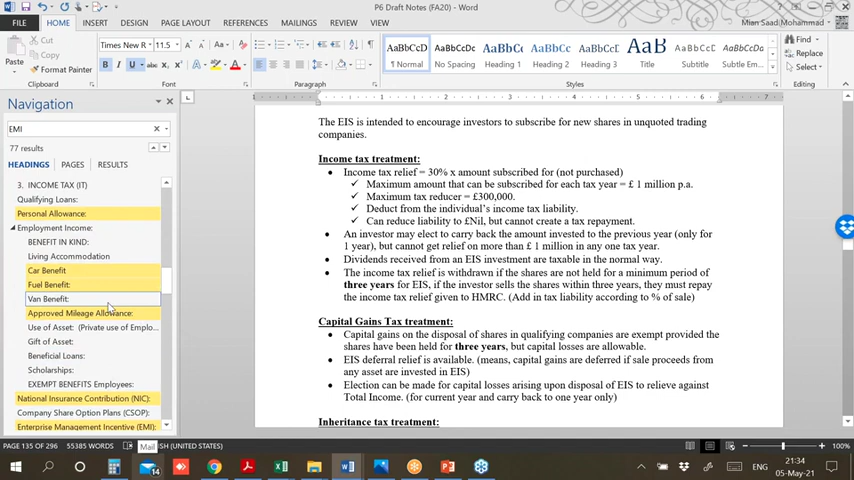 P6 Draft Notes (FA20) - Word
Mian Saad Mohammad
FILE HOME INSERT DESIGN PAGE LAYOUT REFERENCES MAILINGS REVIEW VIEW
Cut
Copy
Format Painter
Paste
Clipboard
Times New R 11.5
B I U
Font
Paragraph
AaBbCcD AaBbCcD AaBbCc AaBbCc AaBbCcI AaB AaBbCcD AaBbCcD
¶ Normal No Spacing Heading 1 Heading 2 Heading 3 Title Subtitle Subtle Em...
Styles
Find
Replace
Select
Editing
Navigation
EMI
77 results
HEADINGS PAGES RESULTS
3. INCOME TAX (IT)
Qualifying Loans:
Personal Allowance:
Employment Income:
BENEFIT IN KIND:
Living Accommodation
Car Benefit
Fuel Benefit:
Van Benefit:
Approved Mileage Allowance:
Use of Asset: (Private use of Emplo...
Gift of Asset:
Beneficial Loans:
Scholarships:
EXEMPT BENEFITS Employees:
National Insurance Contribution (NIC):
Company Share Option Plans (CSOP):
Enterprise Management Incentive (EMI):
The EIS is intended to encourage investors to subscribe for new shares in unquoted trading
companies.
Income tax treatment:
• Income tax relief = 30% x amount subscribed for (not purchased)
✓ Maximum amount that can be subscribed for each tax year = £ 1 million p.a.
✓ Maximum tax reducer = £300,000.
✓ Deduct from the individual's income tax liability.
✓ Can reduce liability to £Nil, but cannot create a tax repayment.
• An investor may elect to carry back the amount invested to the previous year (only for
1 year), but cannot get relief on more than £ 1 million in any one tax year.
• Dividends received from an EIS investment are taxable in the normal way.
• The income tax relief is withdrawn if the shares are not held for a minimum period of
three years for EIS, if the investor sells the shares within three years, they must repay
the income tax relief given to HMRC. (Add in tax liability according to % of sale)
Capital Gains Tax treatment:
• Capital gains on the disposal of shares in qualifying companies are exempt provided the
shares have been held for three years, but capital losses are allowable.
• EIS deferral relief is available. (means, capital gains are deferred if sale proceeds from
any asset are invested in EIS)
• Election can be made for capital losses arising upon disposal of EIS to relieve against
Total Income. (for current year and carry back to one year only)
Inheritance tax treatment:
PAGE 135 OF 296 55385 WORDS
Mail
100%
14
ENG
21:34
05-May-21